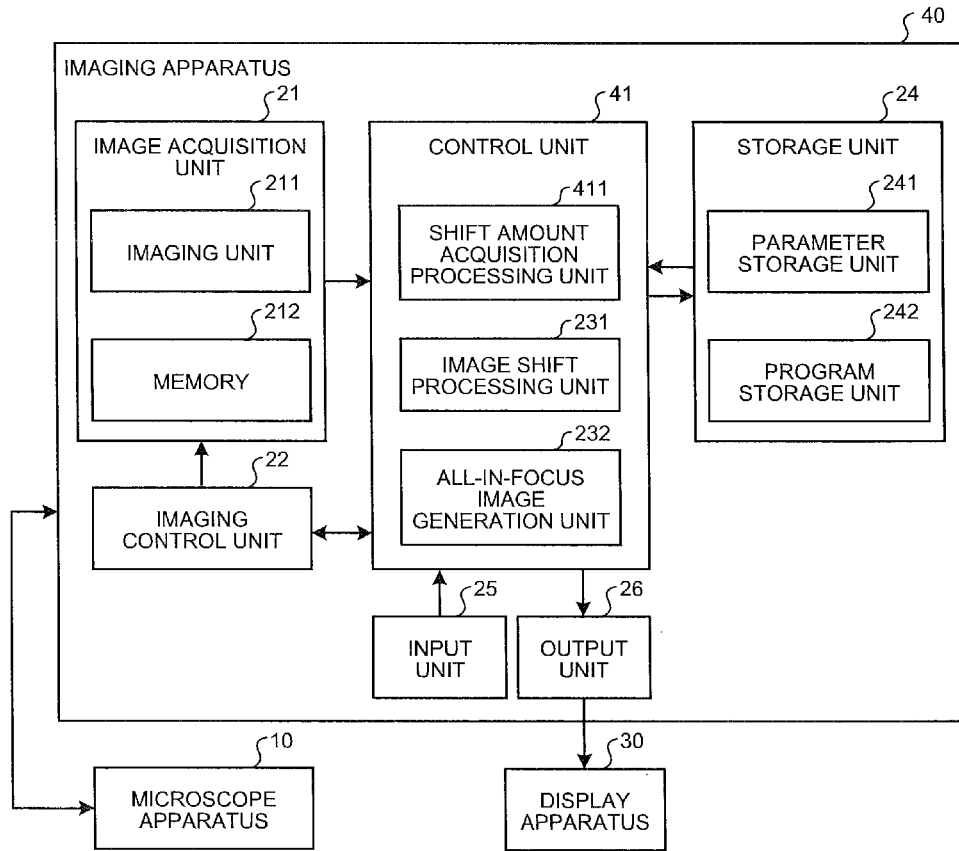 40
IMAGING APPARATUS
21
IMAGE ACQUISITION
UNIT
211
IMAGING UNIT
212
MEMORY
22
IMAGING
CONTROL UNIT
41
CONTROL UNIT
411
SHIFT AMOUNT
ACQUISITION
PROCESSING UNIT
231
IMAGE SHIFT
PROCESSING UNIT
232
ALL-IN-FOCUS
IMAGE
GENERATION UNIT
24
STORAGE UNIT
241
PARAMETER
STORAGE UNIT
242
PROGRAM
STORAGE UNIT
25
INPUT
UNIT
26
OUTPUT
UNIT
10
MICROSCOPE
APPARATUS
30
DISPLAY
APPARATUS